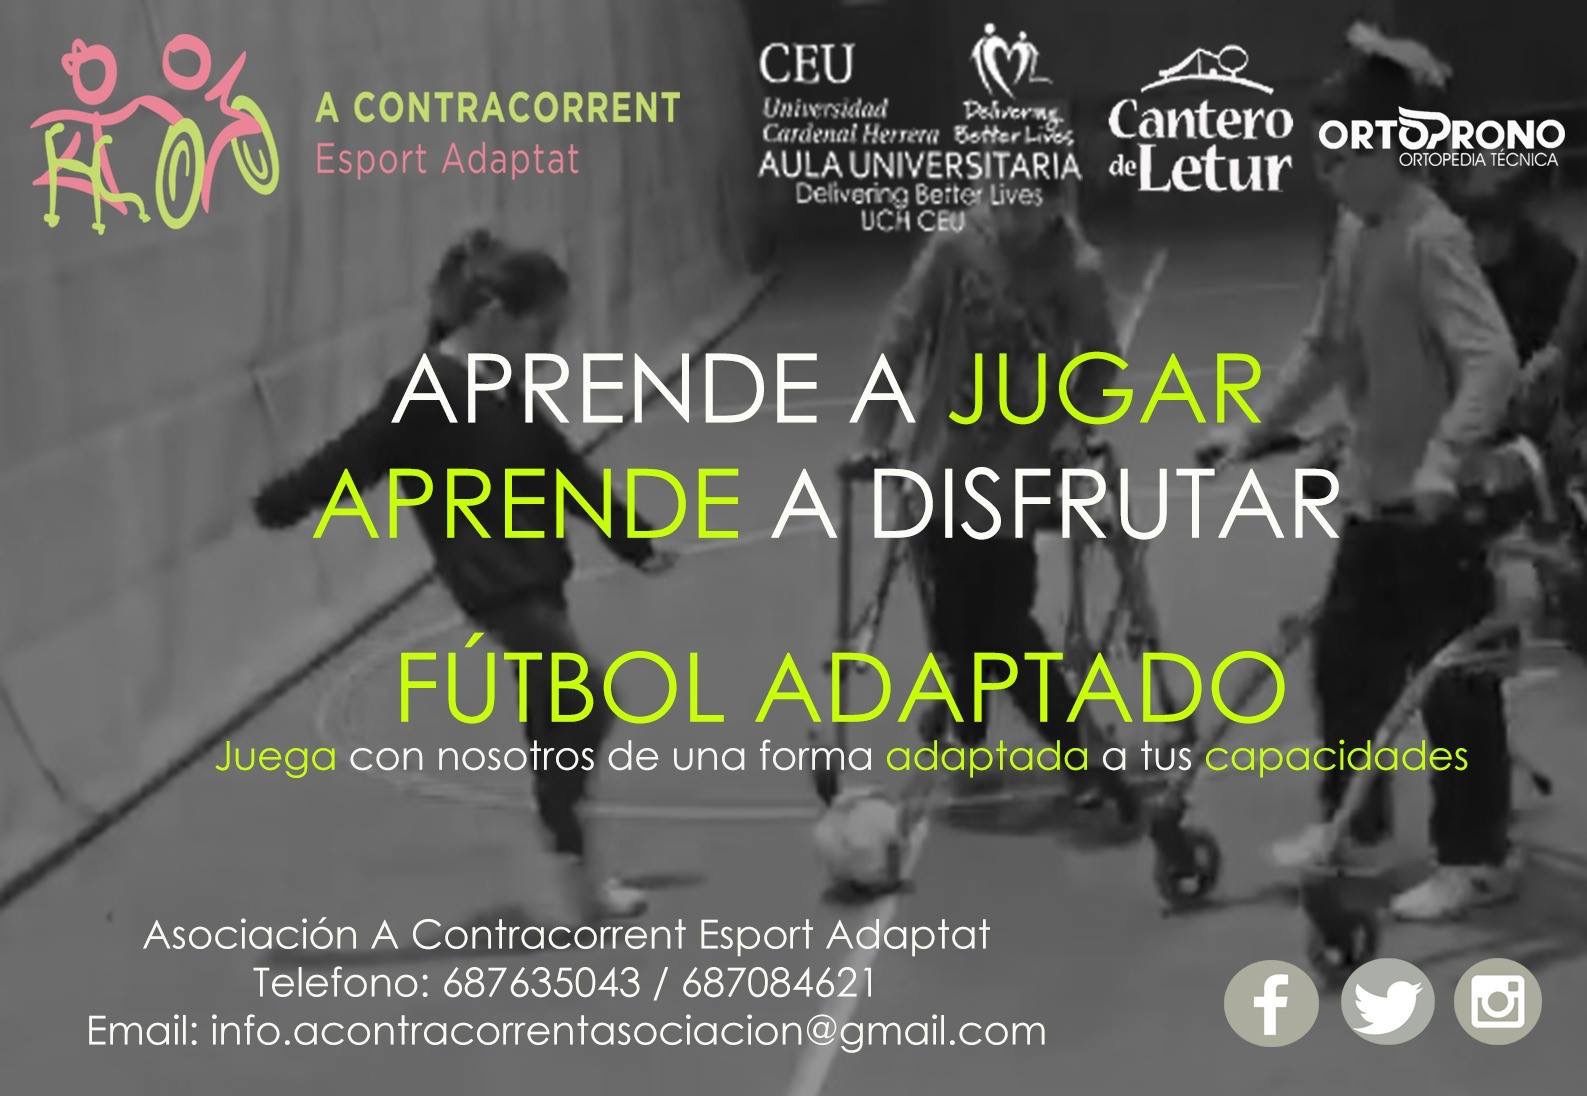 A CONTRACORRENT
Esport Adaptat
CEU
Universidad
Cardenal Herrera
Delivering
Better Lives
AULA UNIVERSITARIA
Delivering Better Lives
UCH CEU
Cantero
de Letur
ORTOPRONO
ORTOPEDIA TÉCNICA
APRENDE A JUGAR
APRENDE A DISFRUTAR
FÚTBOL ADAPTADO
Juega con nosotros de una forma adaptada a tus capacidades
Asociación A Contracorrent Esport Adaptat
Telefono: 687635043 / 687084621
Email: info.acontracorrentasociacion@gmail.com